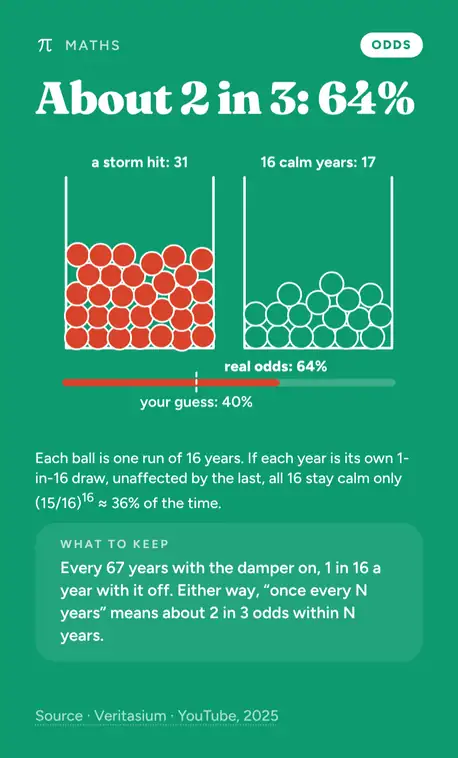 π MATHS
ODDS
About 2 in 3: 64%
a storm hit: 31
16 calm years: 17
real odds: 64%
your guess: 40%
Each ball is one run of 16 years. If each year is its own 1-
in-16 draw, unaffected by the last, all 16 stay calm only
(15/16)¹⁶ ≈ 36% of the time.
WHAT TO KEEP
Every 67 years with the damper on, 1 in 16 a
year with it off. Either way, “once every N
years” means about 2 in 3 odds within N
years.
Source · Veritasium · YouTube, 2025